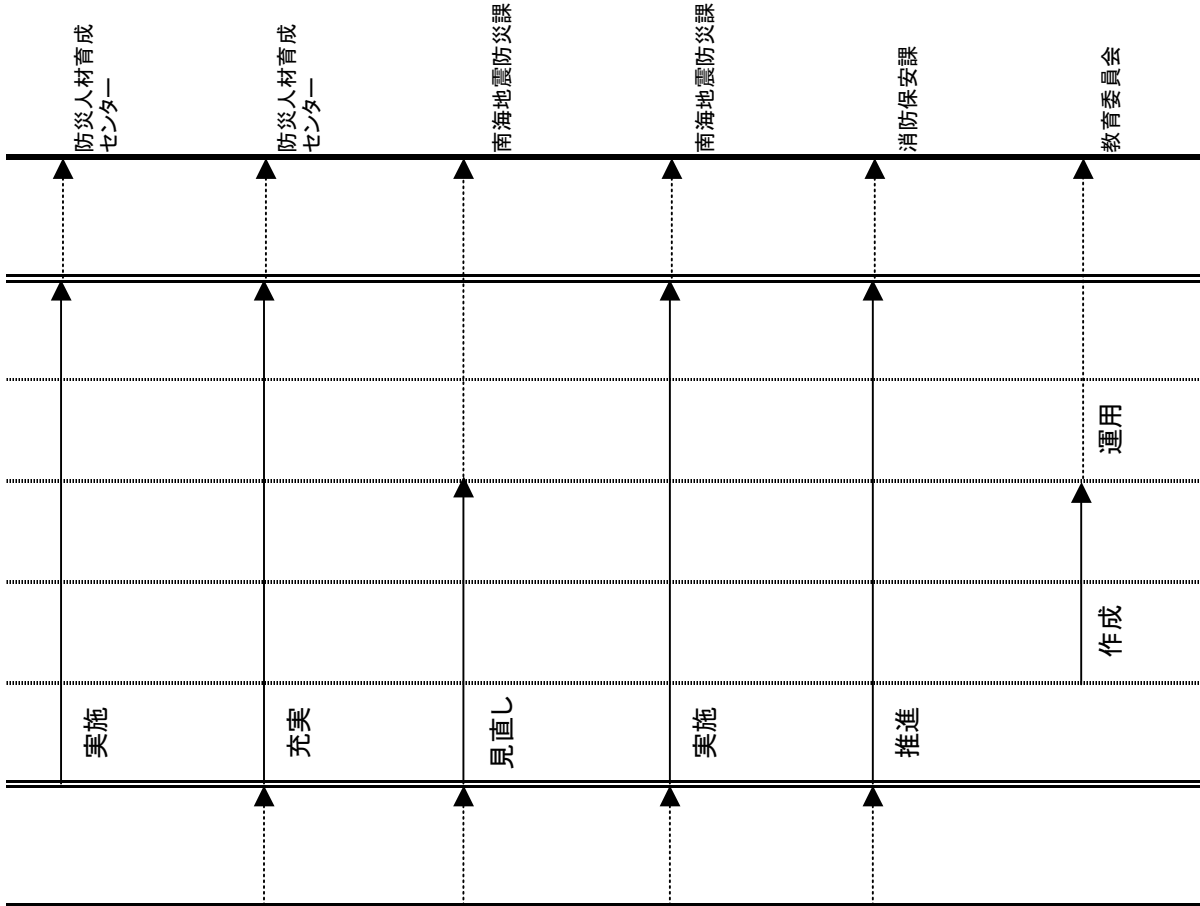 実施
防災人材育成
センター
充実
防災人材育成
センター
見直し
南海地震防災課
実施
南海地震防災課
推進
消防保安課
作成
運用
教育委員会